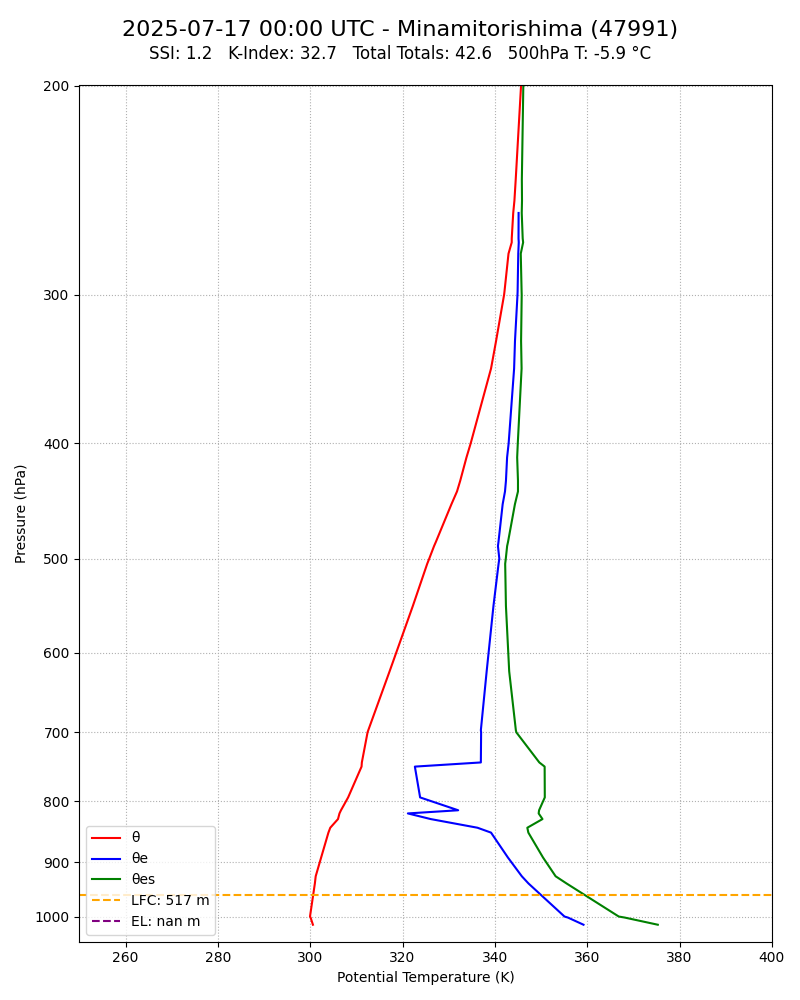 2025-07-17 00:00 UTC - Minamitorishima (47991)
SSI: 1.2   K-Index: 32.7   Total Totals: 42.6   500hPa T: -5.9 °C
200
300
400
500
600
700
800
900
1000
Pressure (hPa)
θ
θe
θes
LFC: 517 m
EL: nan m
260 280 300 320 340 360 380 400
Potential Temperature (K)